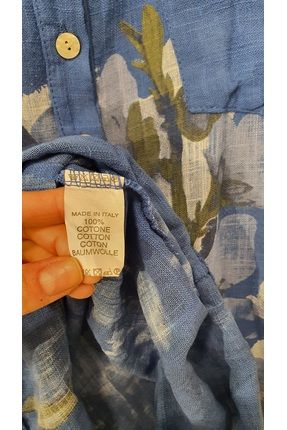 MADE IN ITALY
100%
COTONE
COTTON
COTON
BAUMWOLLE